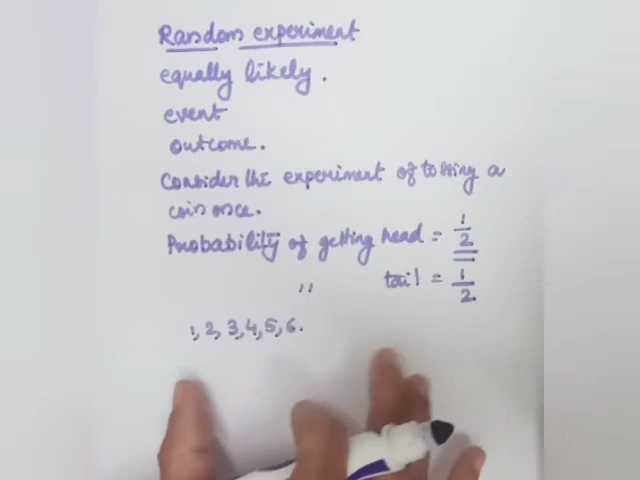 Random experiment
equally likely.
event
outcome.
Consider the experiment of tossing a
coin once.
Probability of getting head = 1/2
" tail = 1/2
1, 2, 3, 4, 5, 6.